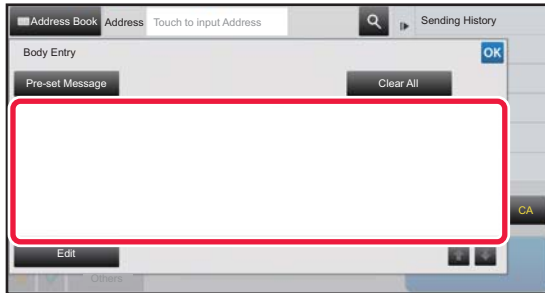 Address Book Address Touch to input Address Sending History
Body Entry OK
Pre-set Message Clear All
CA
Edit
Others